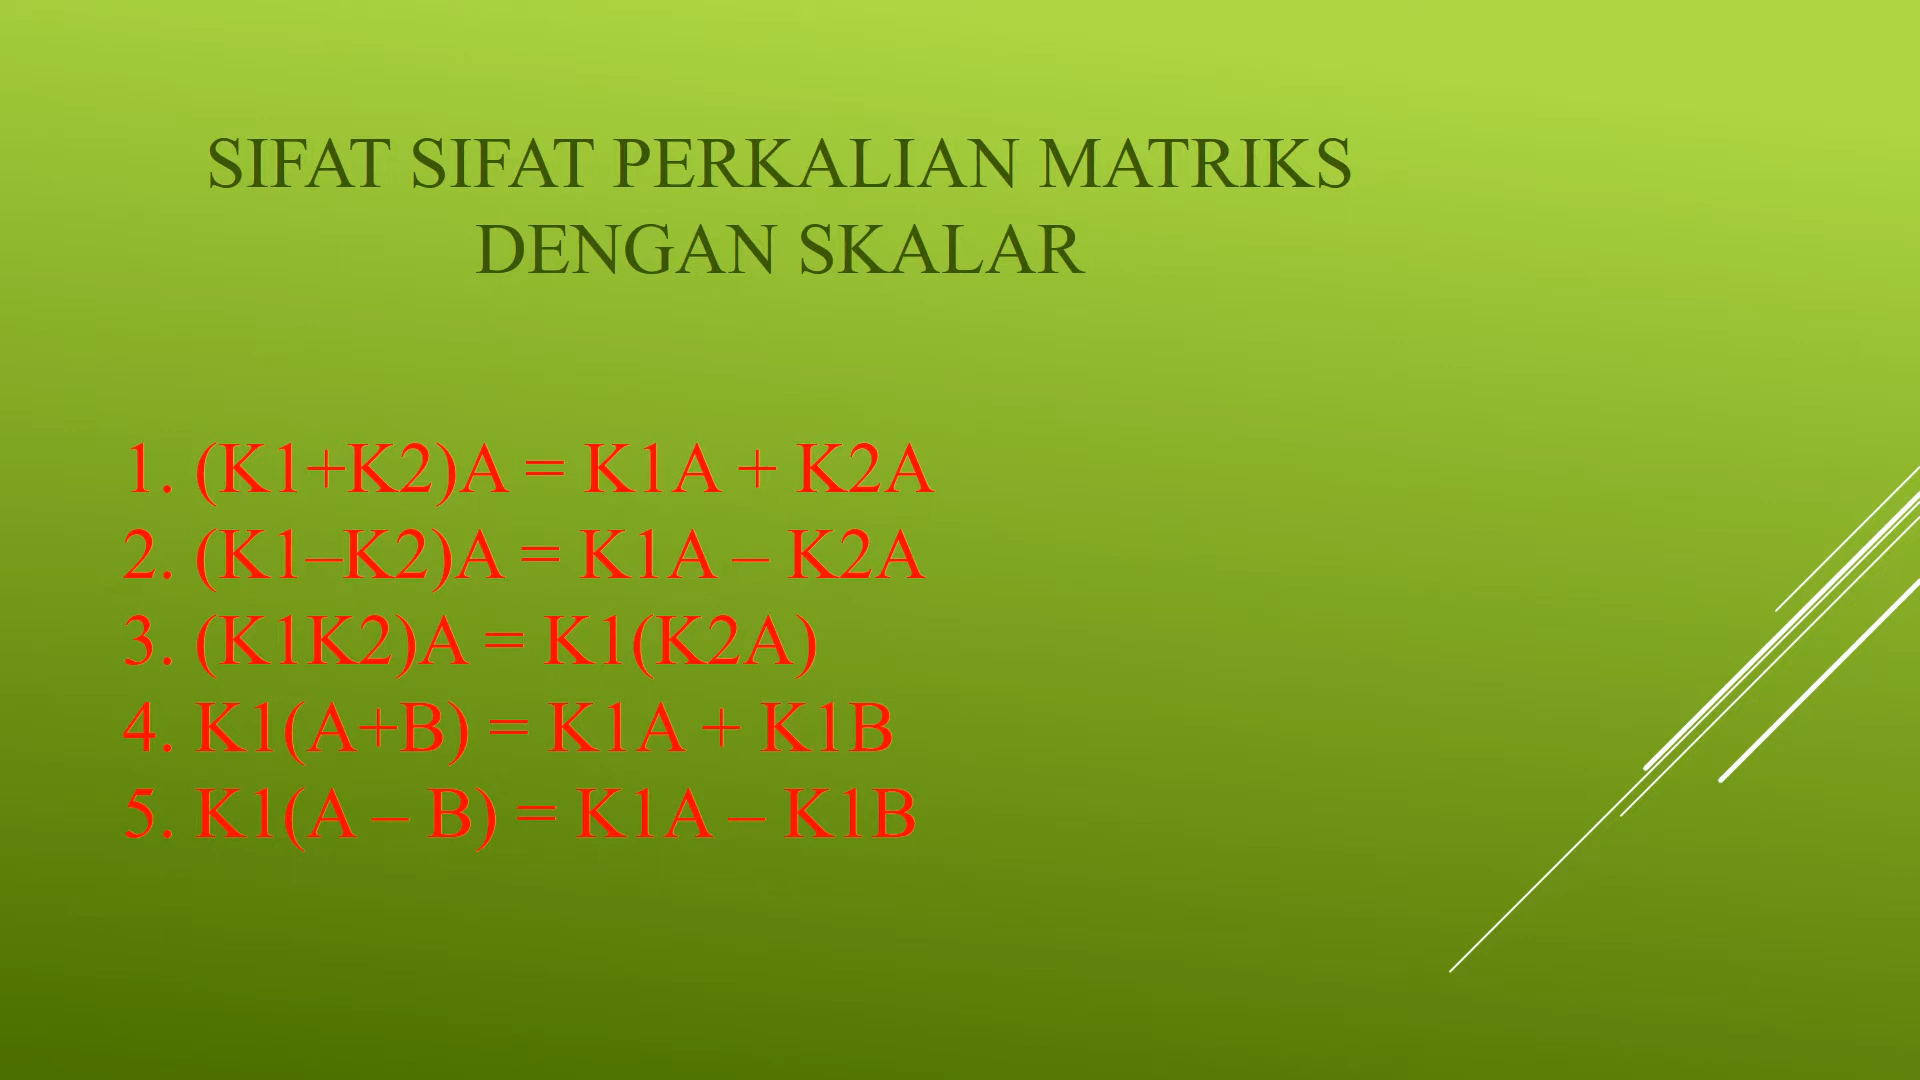 SIFAT SIFAT PERKALIAN MATRIKS
DENGAN SKALAR
1. (K1+K2)A = K1A + K2A
2. (K1–K2)A = K1A – K2A
3. (K1K2)A = K1(K2A)
4. K1(A+B) = K1A + K1B
5. K1(A – B) = K1A – K1B